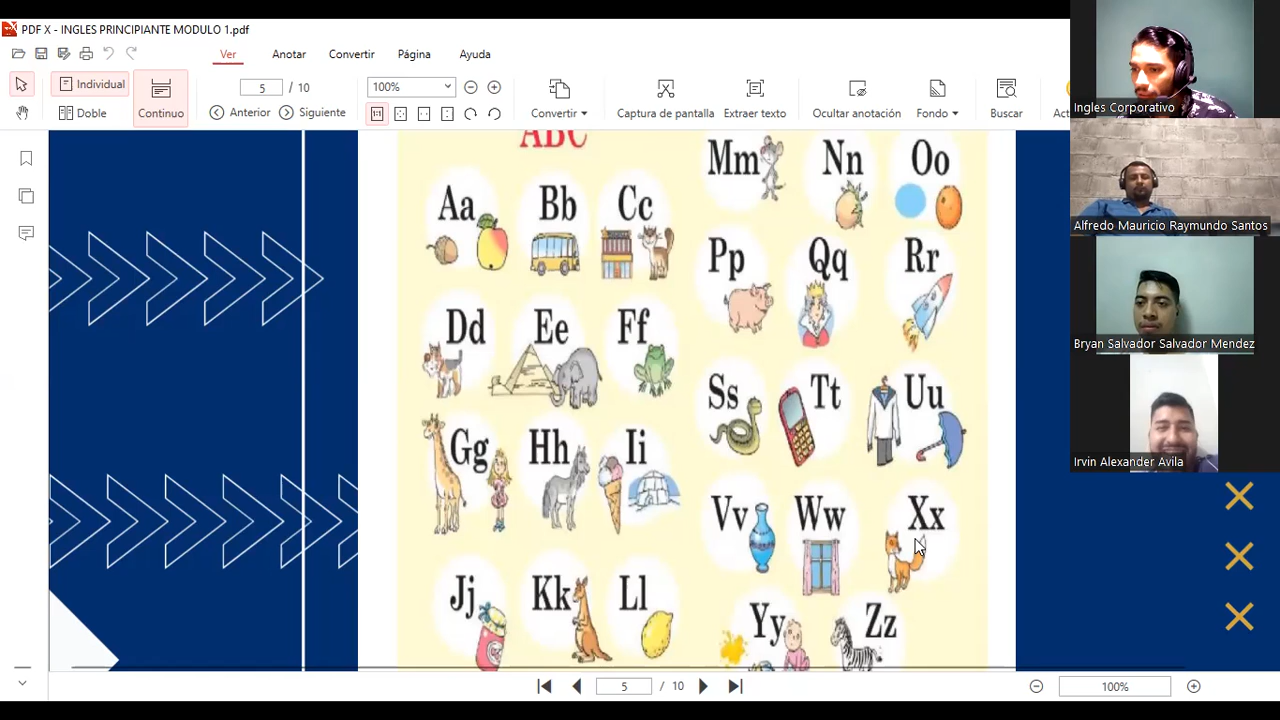 PDF X - INGLES PRINCIPIANTE MODULO 1.pdf
Ver Anotar Convertir Página Ayuda
Individual
Doble
Continuo
5 / 10
Anterior Siguiente
100%
Convertir
Captura de pantalla
Extraer texto
Ocultar anotación
Fondo
Buscar
Ingles Corporativo
Alfredo Mauricio Raymundo Santos
Bryan Salvador Salvador Mendez
Irvin Alexander Avila
ABC
Aa Bb Cc
Dd Ee Ff
Gg Hh Ii
Jj Kk Ll
Mm Nn Oo
Pp Qq Rr
Ss Tt Uu
Vv Ww Xx
Yy Zz
5 / 10
100%